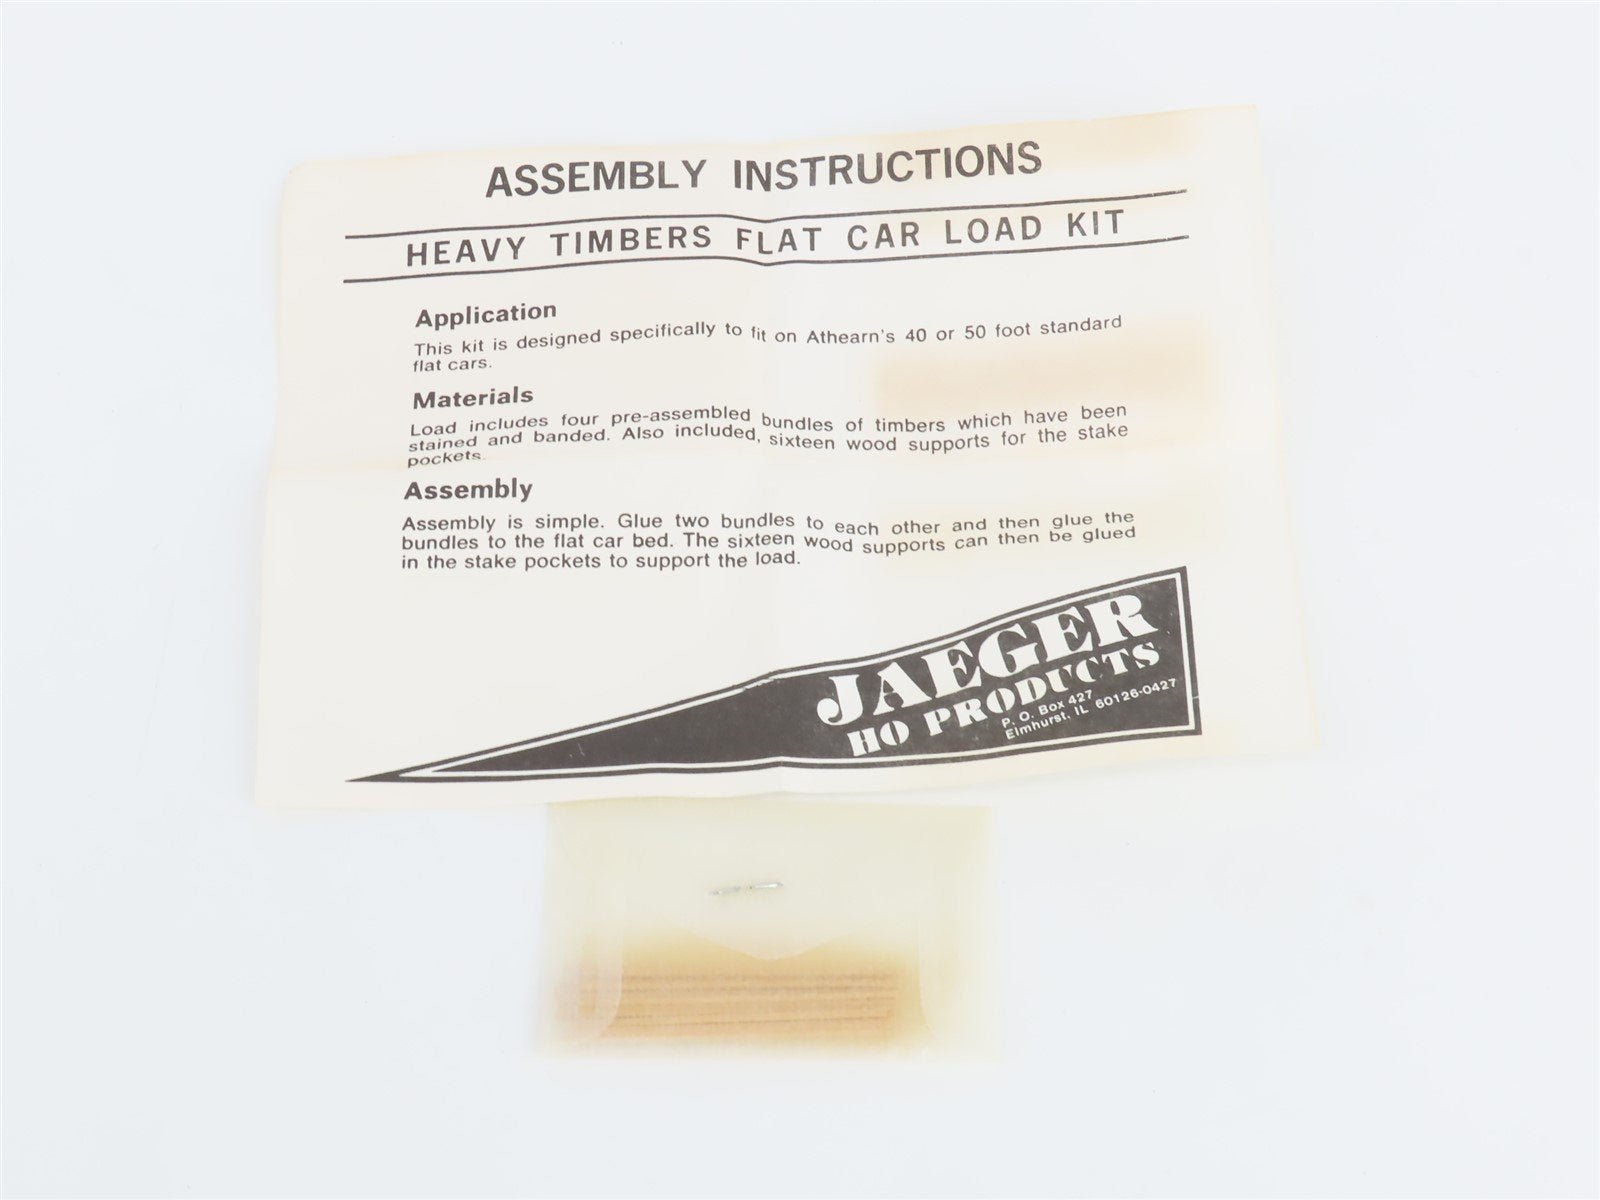 ASSEMBLY INSTRUCTIONS
HEAVY TIMBERS FLAT CAR LOAD KIT
Application
This kit is designed specifically to fit on Athearn's 40 or 50 foot standard
flat cars.
Materials
Load includes four pre-assembled bundles of timbers which have been
stained and banded. Also included, sixteen wood supports for the stake
pockets.
Assembly
Assembly is simple. Glue two bundles to each other and then glue the
bundles to the flat car bed. The sixteen wood supports can then be glued
in the stake pockets to support the load.
JAEGER
HO PRODUCTS
P. O. Box 427
Elmhurst, IL 60126-0427